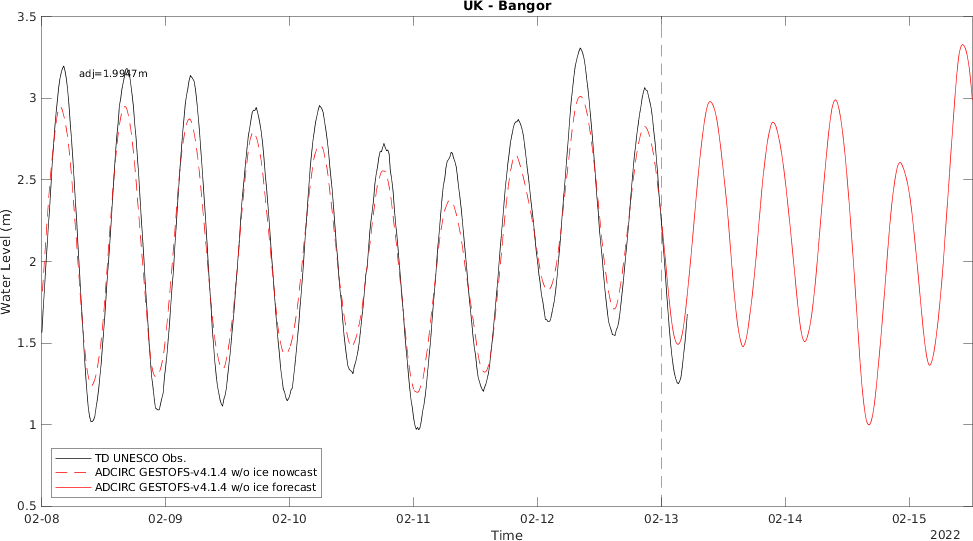 UK - Bangor
3.5
3
2.5
2
1.5
1
0.5
Water Level (m)
adj=1.9947m
TD UNESCO Obs.
ADCIRC GESTOFS-v4.1.4 w/o ice nowcast
ADCIRC GESTOFS-v4.1.4 w/o ice forecast
02-08 02-09 02-10 02-11 02-12 02-13 02-14 02-15
Time
2022